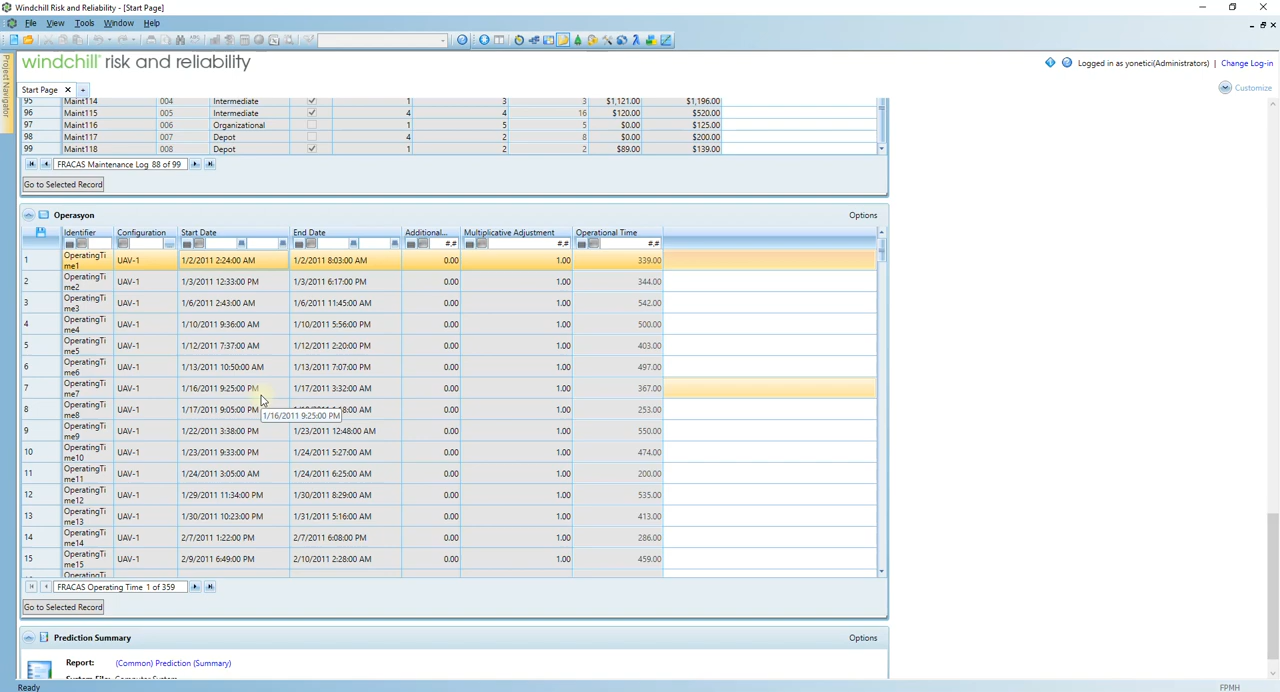 Windchill Risk and Reliability - [Start Page]
File View Tools Window Help
windchill risk and reliability
Logged in as yonetici(Administrators) Change Log-in
Project Navigator
Start Page
Customize
95 Maint114 004 Intermediate 1 3 3 $1,121.00 $1,196.00
96 Maint115 005 Intermediate 4 4 16 $120.00 $520.00
97 Maint116 006 Organizational 1 5 5 $0.00 $125.00
98 Maint117 007 Depot 4 2 8 $0.00 $200.00
99 Maint118 008 Depot 1 2 2 $89.00 $139.00
FRACAS Maintenance Log 88 of 99
Go to Selected Record
Operasyon Options
Identifier Configuration Start Date End Date Additional... Multiplicative Adjustment Operational Time
#.# #.# #.#
1 OperatingTime1 UAV-1 1/2/2011 2:24:00 AM 1/2/2011 8:03:00 AM 0.00 1.00 339.00
2 OperatingTime2 UAV-1 1/3/2011 12:33:00 PM 1/3/2011 6:17:00 PM 0.00 1.00 344.00
3 OperatingTime3 UAV-1 1/6/2011 2:43:00 AM 1/6/2011 11:45:00 AM 0.00 1.00 542.00
4 OperatingTime4 UAV-1 1/10/2011 9:36:00 AM 1/10/2011 5:56:00 PM 0.00 1.00 500.00
5 OperatingTime5 UAV-1 1/12/2011 7:37:00 AM 1/12/2011 2:20:00 PM 0.00 1.00 403.00
6 OperatingTime6 UAV-1 1/13/2011 10:50:00 AM 1/13/2011 7:07:00 PM 0.00 1.00 497.00
7 OperatingTime7 UAV-1 1/16/2011 9:25:00 PM 1/17/2011 3:32:00 AM 0.00 1.00 367.00
8 OperatingTime8 UAV-1 1/17/2011 9:05:00 PM :00 AM 0.00 1.00 253.00
1/16/2011 9:25:00 PM
9 OperatingTime9 UAV-1 1/22/2011 3:38:00 PM 1/23/2011 12:48:00 AM 0.00 1.00 550.00
10 OperatingTime10 UAV-1 1/23/2011 9:33:00 PM 1/24/2011 5:27:00 AM 0.00 1.00 474.00
11 OperatingTime11 UAV-1 1/24/2011 3:05:00 AM 1/24/2011 6:25:00 AM 0.00 1.00 200.00
12 OperatingTime12 UAV-1 1/29/2011 11:34:00 PM 1/30/2011 8:29:00 AM 0.00 1.00 535.00
13 OperatingTime13 UAV-1 1/30/2011 10:23:00 PM 1/31/2011 5:16:00 AM 0.00 1.00 413.00
14 OperatingTime14 UAV-1 2/7/2011 1:22:00 PM 2/7/2011 6:08:00 PM 0.00 1.00 286.00
15 OperatingTime15 UAV-1 2/9/2011 6:49:00 PM 2/10/2011 2:28:00 AM 0.00 1.00 459.00
OperatingTi
FRACAS Operating Time 1 of 359
Go to Selected Record
Prediction Summary Options
Report: (Common) Prediction (Summary)
System File: Computer System
Ready FPMH